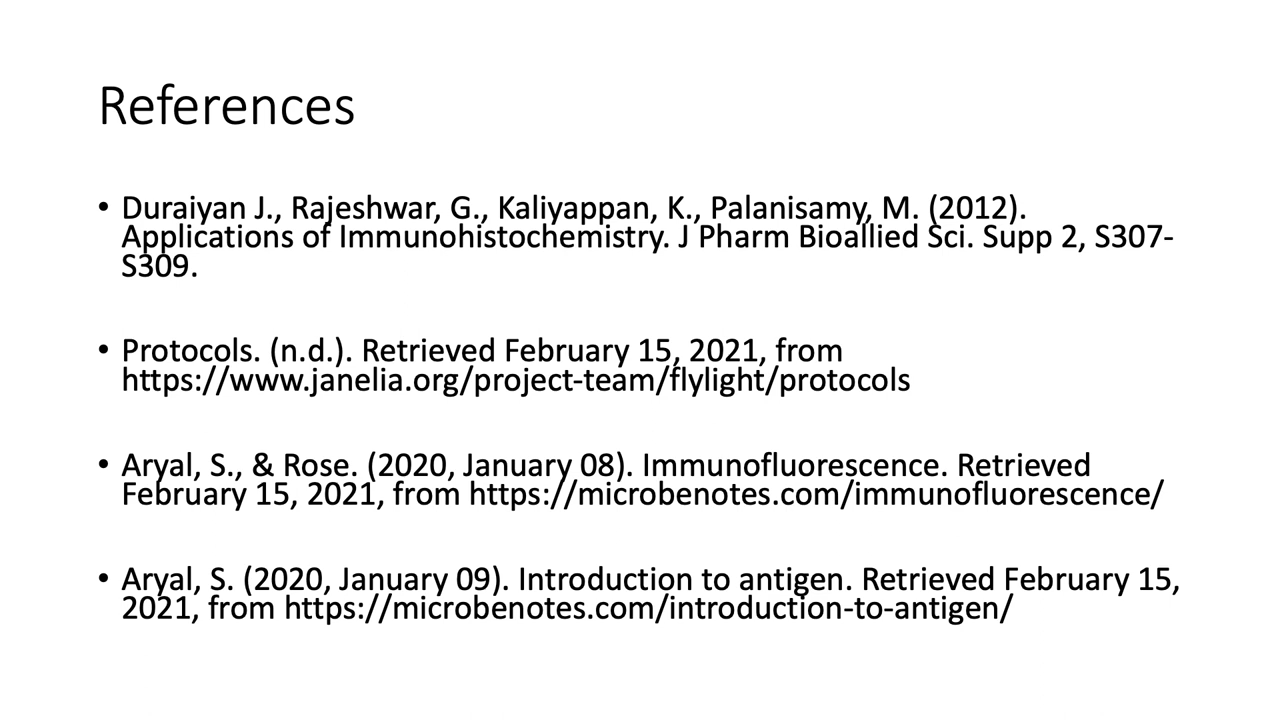 References
• Duraiyan J., Rajeshwar, G., Kaliyappan, K., Palanisamy, M. (2012).
Applications of Immunohistochemistry. J Pharm Bioallied Sci. Supp 2, S307-
S309.
• Protocols. (n.d.). Retrieved February 15, 2021, from
https://www.janelia.org/project-team/flylight/protocols
• Aryal, S., & Rose. (2020, January 08). Immunofluorescence. Retrieved
February 15, 2021, from https://microbenotes.com/immunofluorescence/
• Aryal, S. (2020, January 09). Introduction to antigen. Retrieved February 15,
2021, from https://microbenotes.com/introduction-to-antigen/